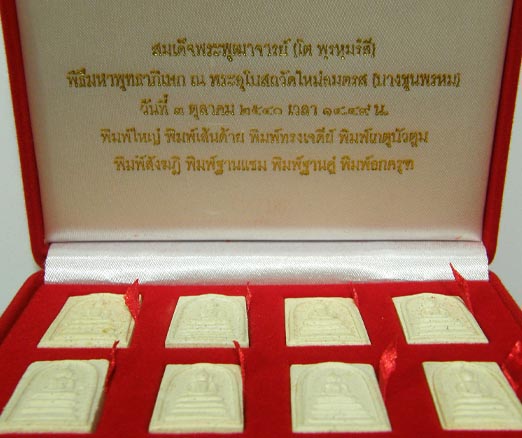 สมเด็จพระพุฒาจารย์ (โต พฺรหฺมรํสี)
พิธีมหาพุทธาภิเษก ณ พระอุโบสถวัดใหม่อมตรส (บางขุนพรหม)
วันที่ ๓ ตุลาคม ๒๕๔๐ เวลา ๑๔.๔๙ น.
พิมพ์ใหญ่ พิมพ์เส้นด้าย พิมพ์ทรงเจดีย์ พิมพ์เกศบัวตูม
พิมพ์สังฆฏิ พิมพ์ฐานแซม พิมพ์ฐานคู่ พิมพ์อกครุฑ